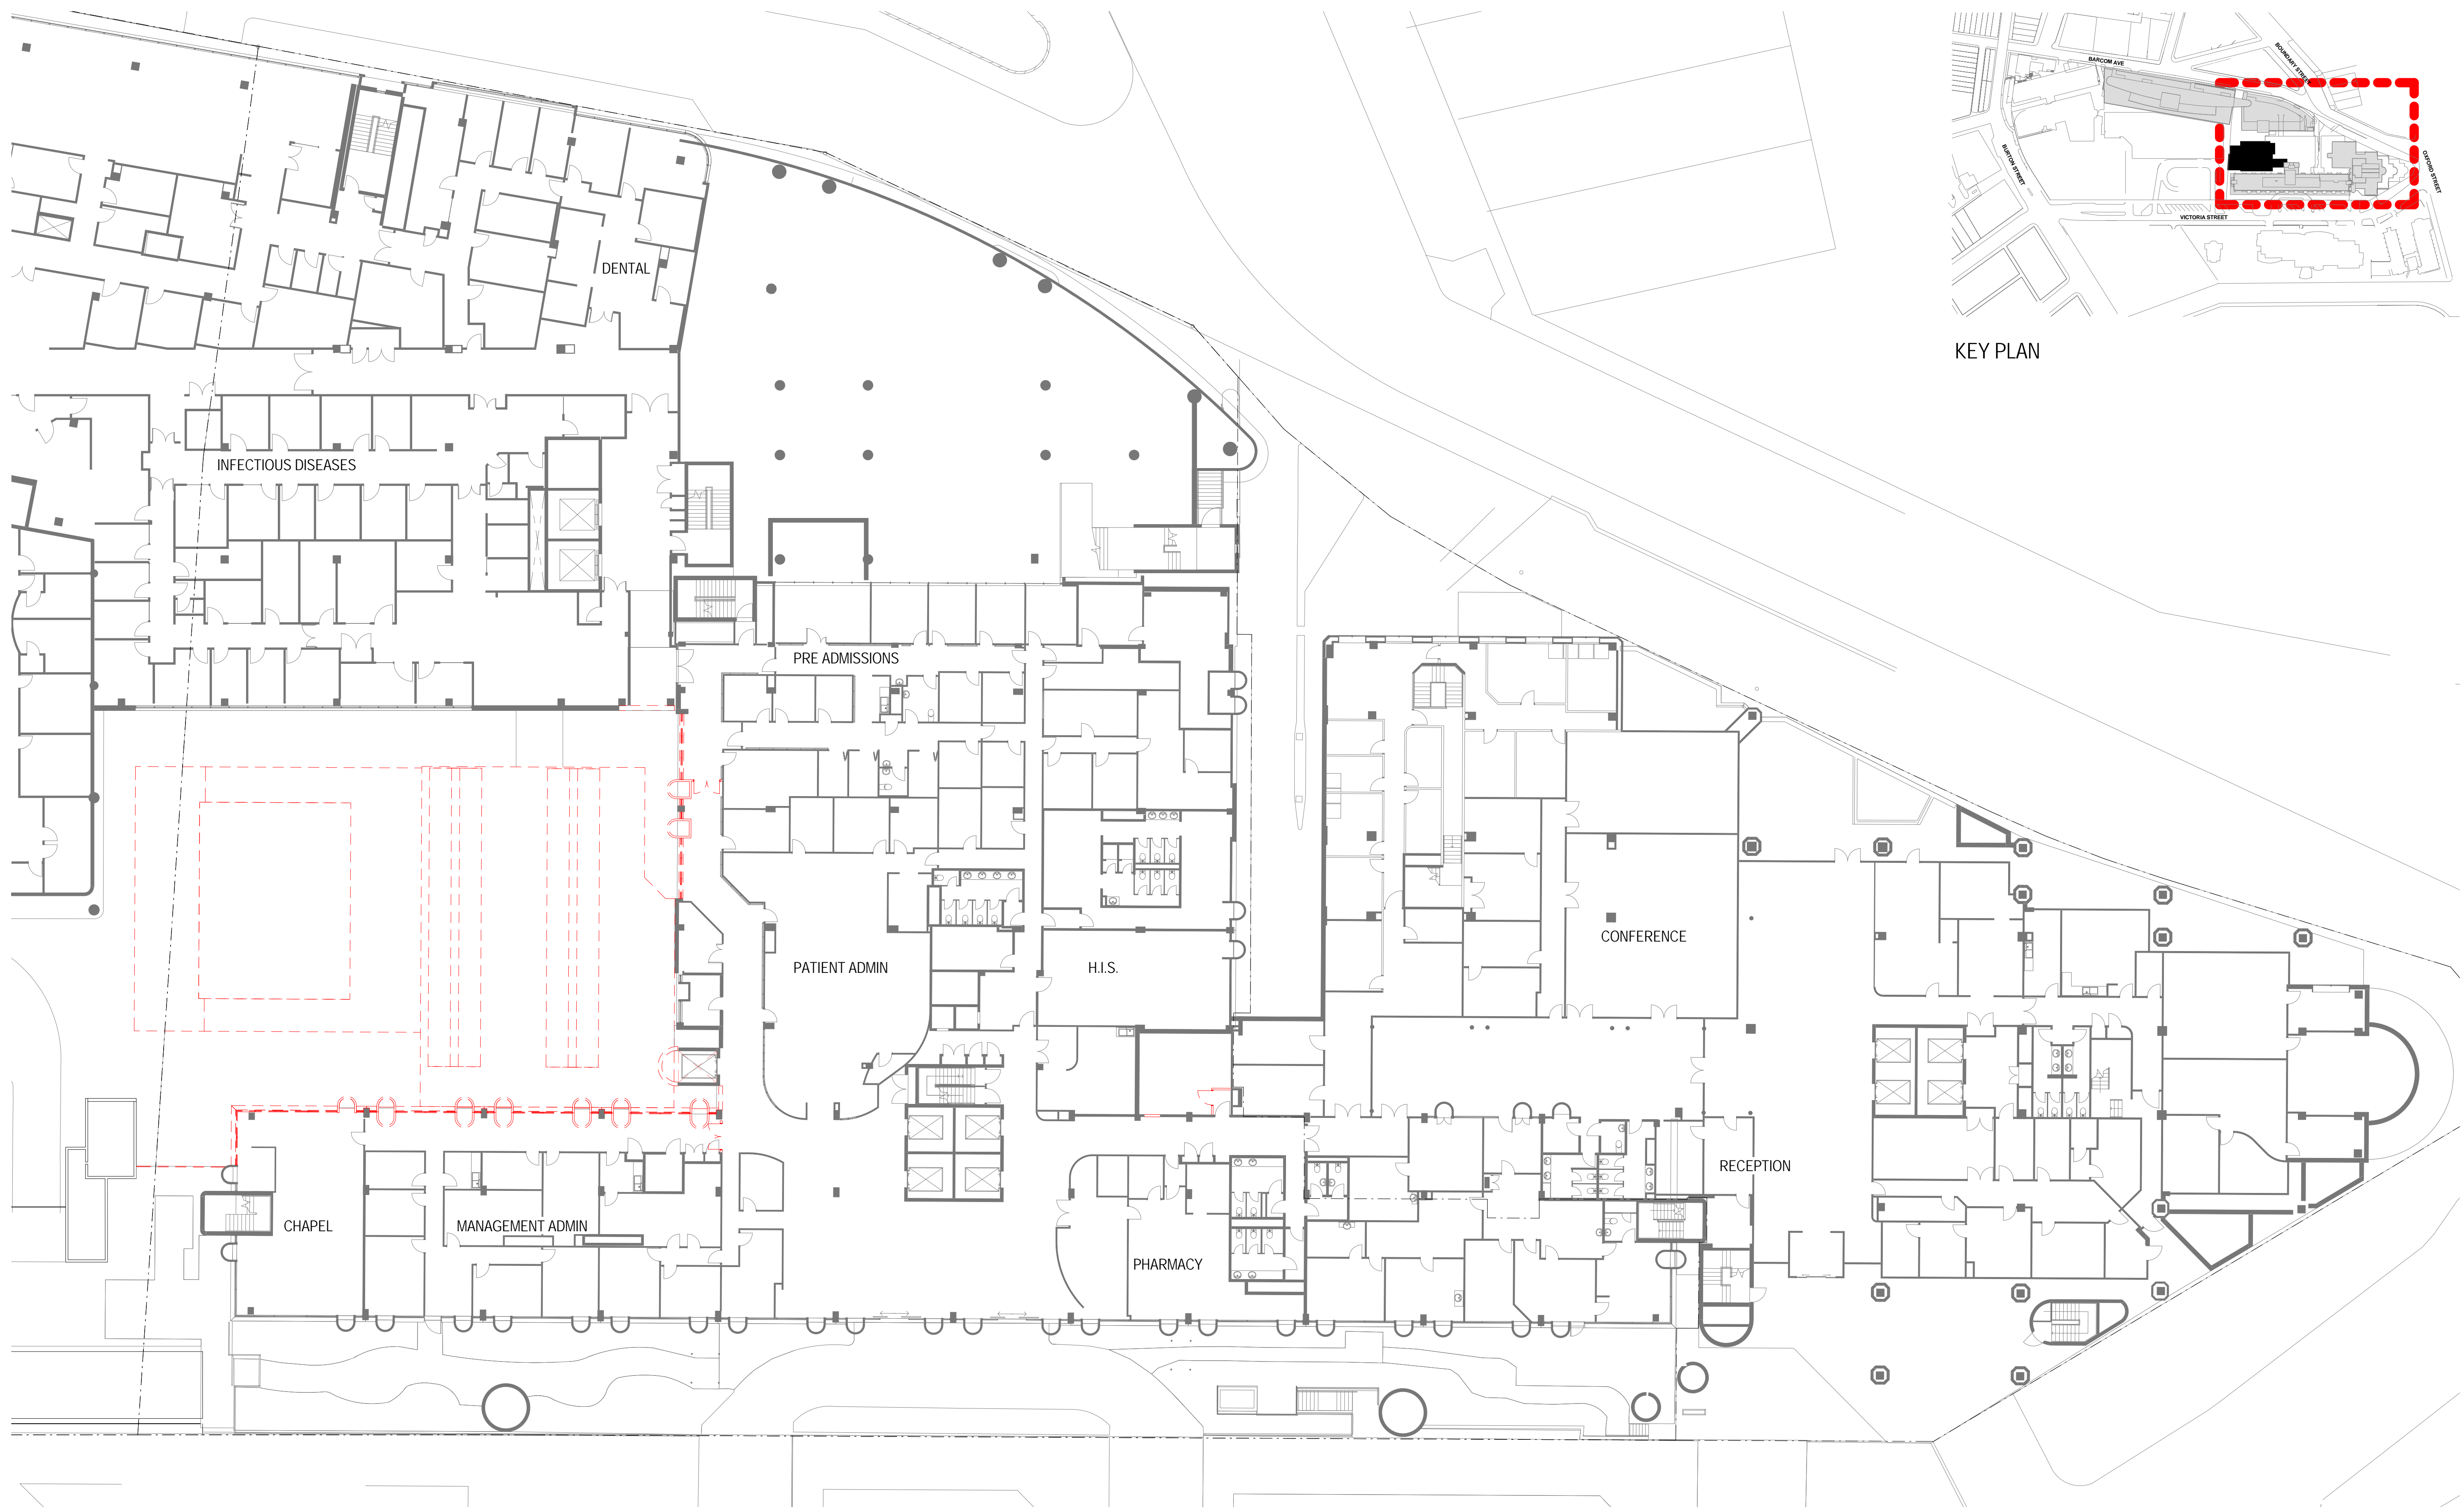 BOUNDARY STREET
BARCOM AVE
BURTON STREET
OXFORD STREET
VICTORIA STREET
KEY PLAN
DENTAL
INFECTIOUS DISEASES
PRE ADMISSIONS
CONFERENCE
PATIENT ADMIN
H.I.S.
RECEPTION
CHAPEL
MANAGEMENT ADMIN
PHARMACY